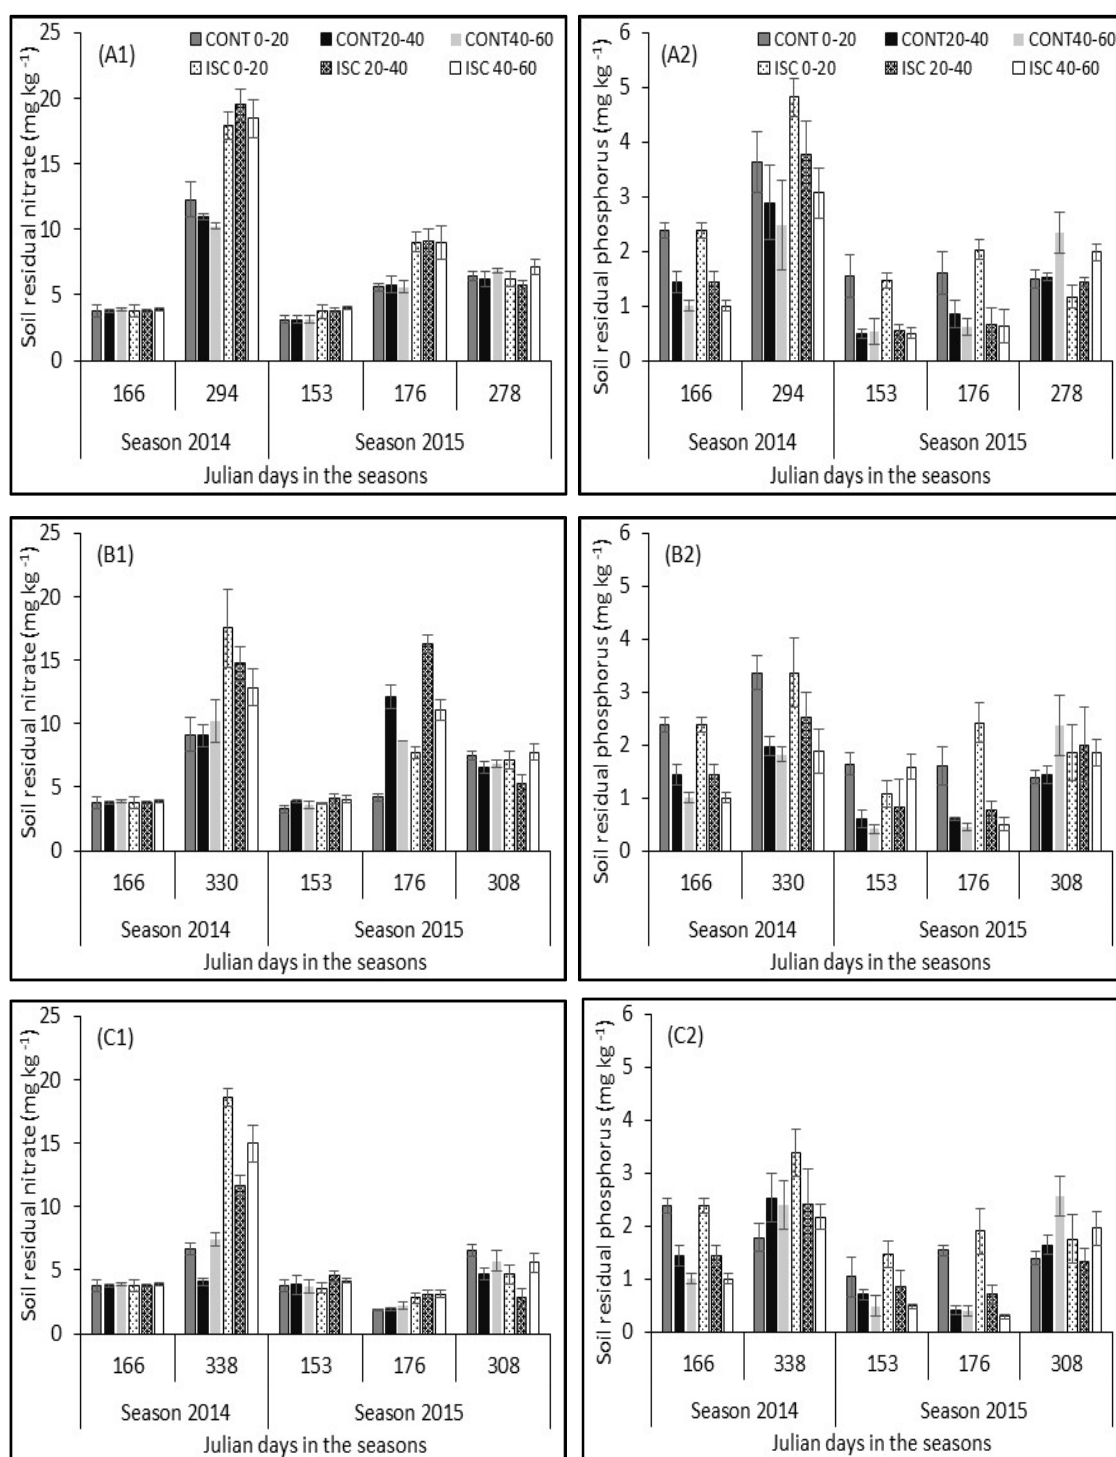 (A1)
CONT 0-20 CONT20-40 CONT40-60
ISC 0-20 ISC 20-40 ISC 40-60
Soil residual nitrate (mg kg -1)
25
20
15
10
5
0
166 294 153 176 278
Season 2014 Season 2015
Julian days in the seasons
(A2)
CONT 0-20 CONT20-40 CONT40-60
ISC 0-20 ISC 20-40 ISC 40-60
Soil residual phosphorus (mg kg -1)
6
5
4
3
2
1
0
166 294 153 176 278
Season 2014 Season 2015
Julian days in the seasons
(B1)
Soil residual nitrate (mg kg -1)
25
20
15
10
5
0
166 330 153 176 308
Season 2014 Season 2015
Julian days in the seasons
(B2)
Soil residual phosphorus (mg kg -1)
6
5
4
3
2
1
0
166 330 153 176 308
Season 2014 Season 2015
Julian days in the seasons
(C1)
Soil residual nitrate (mg kg -1)
25
20
15
10
5
0
166 338 153 176 308
Season 2014 Season 2015
Julian days in the seasons
(C2)
Soil residual phosphorus (mg kg -1)
6
5
4
3
2
1
0
166 338 153 176 308
Season 2014 Season 2015
Julian days in the seasons